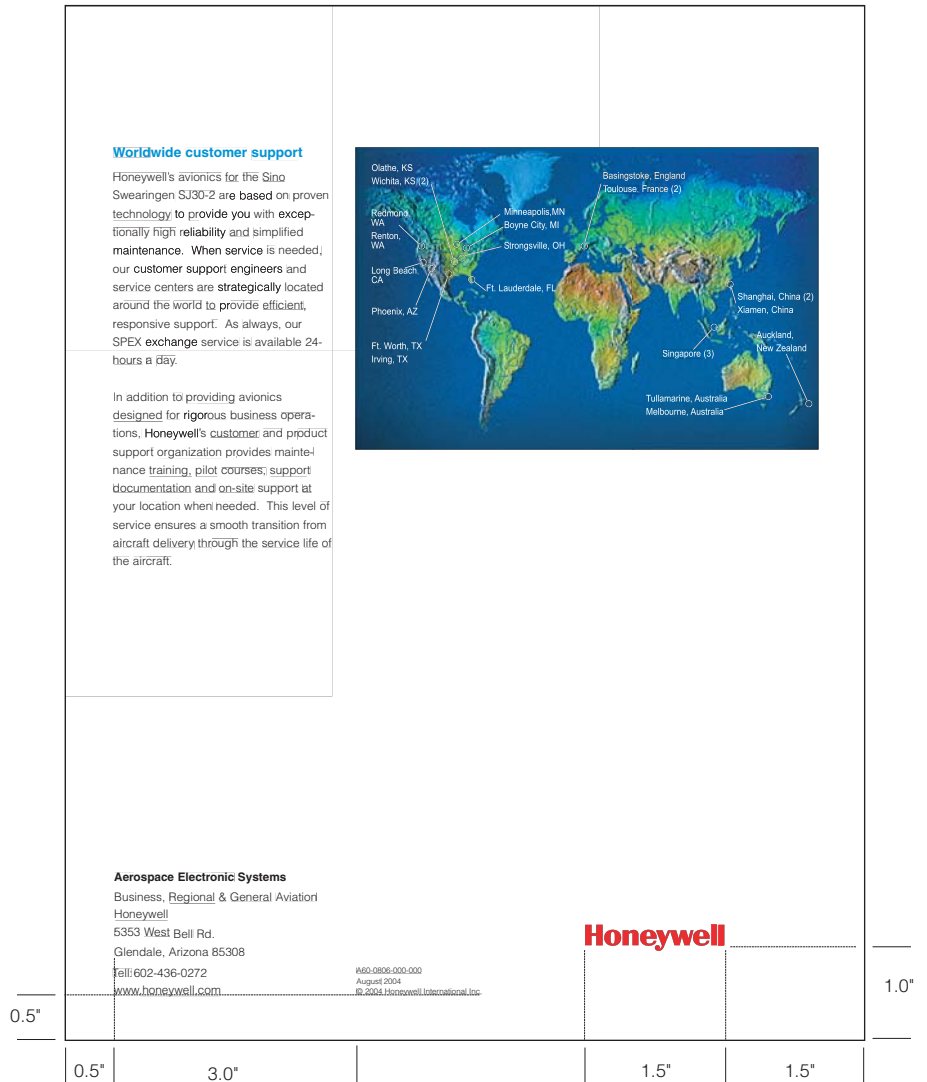 Worldwide customer support
Honeywell's avionics for the Sino
Swearingen SJ30-2 are based on proven
technology to provide you with excep-
tionally high reliability and simplified
maintenance.  When service is needed,
our customer support engineers and
service centers are strategically located
around the world to provide efficient,
responsive support.  As always, our
SPEX exchange service is available 24-
hours a day.
In addition to providing avionics
designed for rigorous business opera-
tions, Honeywell's customer and product
support organization provides mainte-
nance training, pilot courses, support
documentation and on-site support at
your location when needed.  This level of
service ensures a smooth transition from
aircraft delivery through the service life of
the aircraft.
Olathe, KS
Wichita, KS (2)
Redmond
WA
Renton,
WA
Long Beach
CA
Phoenix, AZ
Ft. Worth, TX
Irving, TX
Minneapolis,MN
Boyne City, MI
Strongsville, OH
Ft. Lauderdale, FL
Basingstoke, England
Toulouse, France (2)
Shanghai, China (2)
Xiamen, China
Auckland,
New Zealand
Singapore (3)
Tullamarine, Australia
Melbourne, Australia
Aerospace Electronic Systems
Business, Regional & General Aviation
Honeywell
5353 West Bell Rd.
Glendale, Arizona 85308
Tell:602-436-0272
www.honeywell.com
A60-0806-000-000
August 2004
© 2004 Honeywell International Inc.
Honeywell
1.0"
0.5"
0.5"
3.0"
1.5"
1.5"